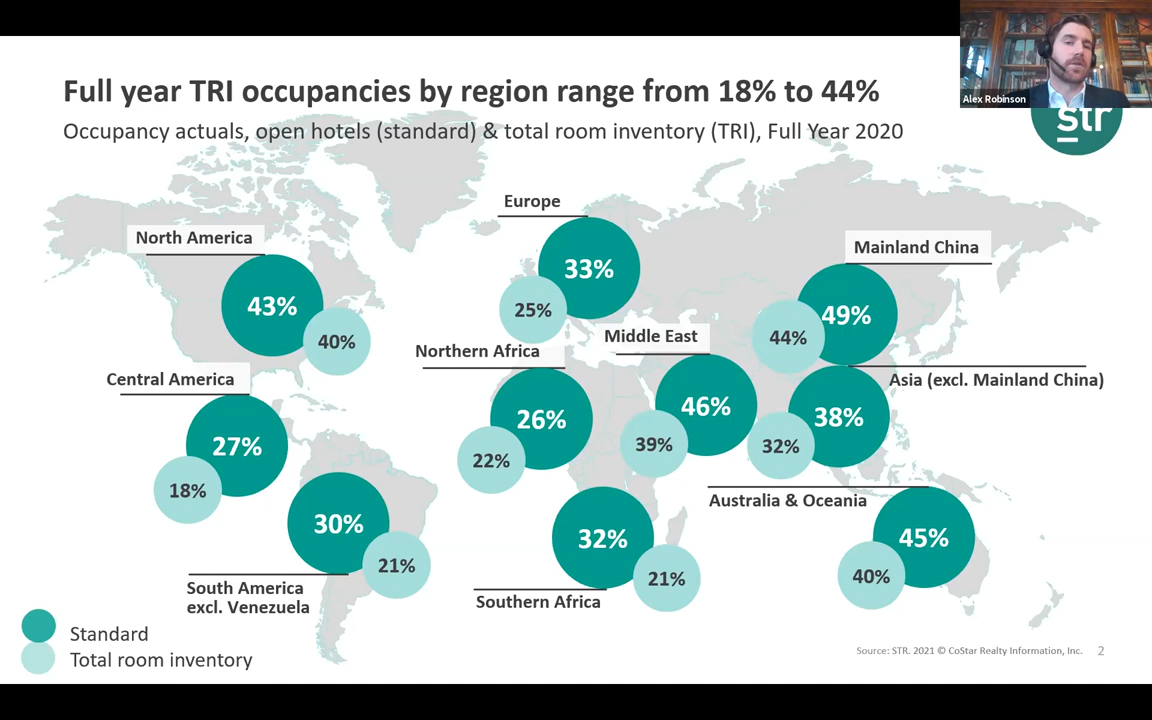 Full year TRI occupancies by region range from 18% to 44%
Occupancy actuals, open hotels (standard) & total room inventory (TRI), Full Year 2020
Alex Robinson
str
North America
43%
40%
Europe
33%
25%
Mainland China
49%
44%
Central America
27%
18%
Northern Africa
26%
22%
Middle East
46%
39%
Asia (excl. Mainland China)
38%
32%
South America
excl. Venezuela
30%
21%
Southern Africa
32%
21%
Australia & Oceania
45%
40%
Standard
Total room inventory
Source: STR. 2021 © CoStar Realty Information, Inc.
2